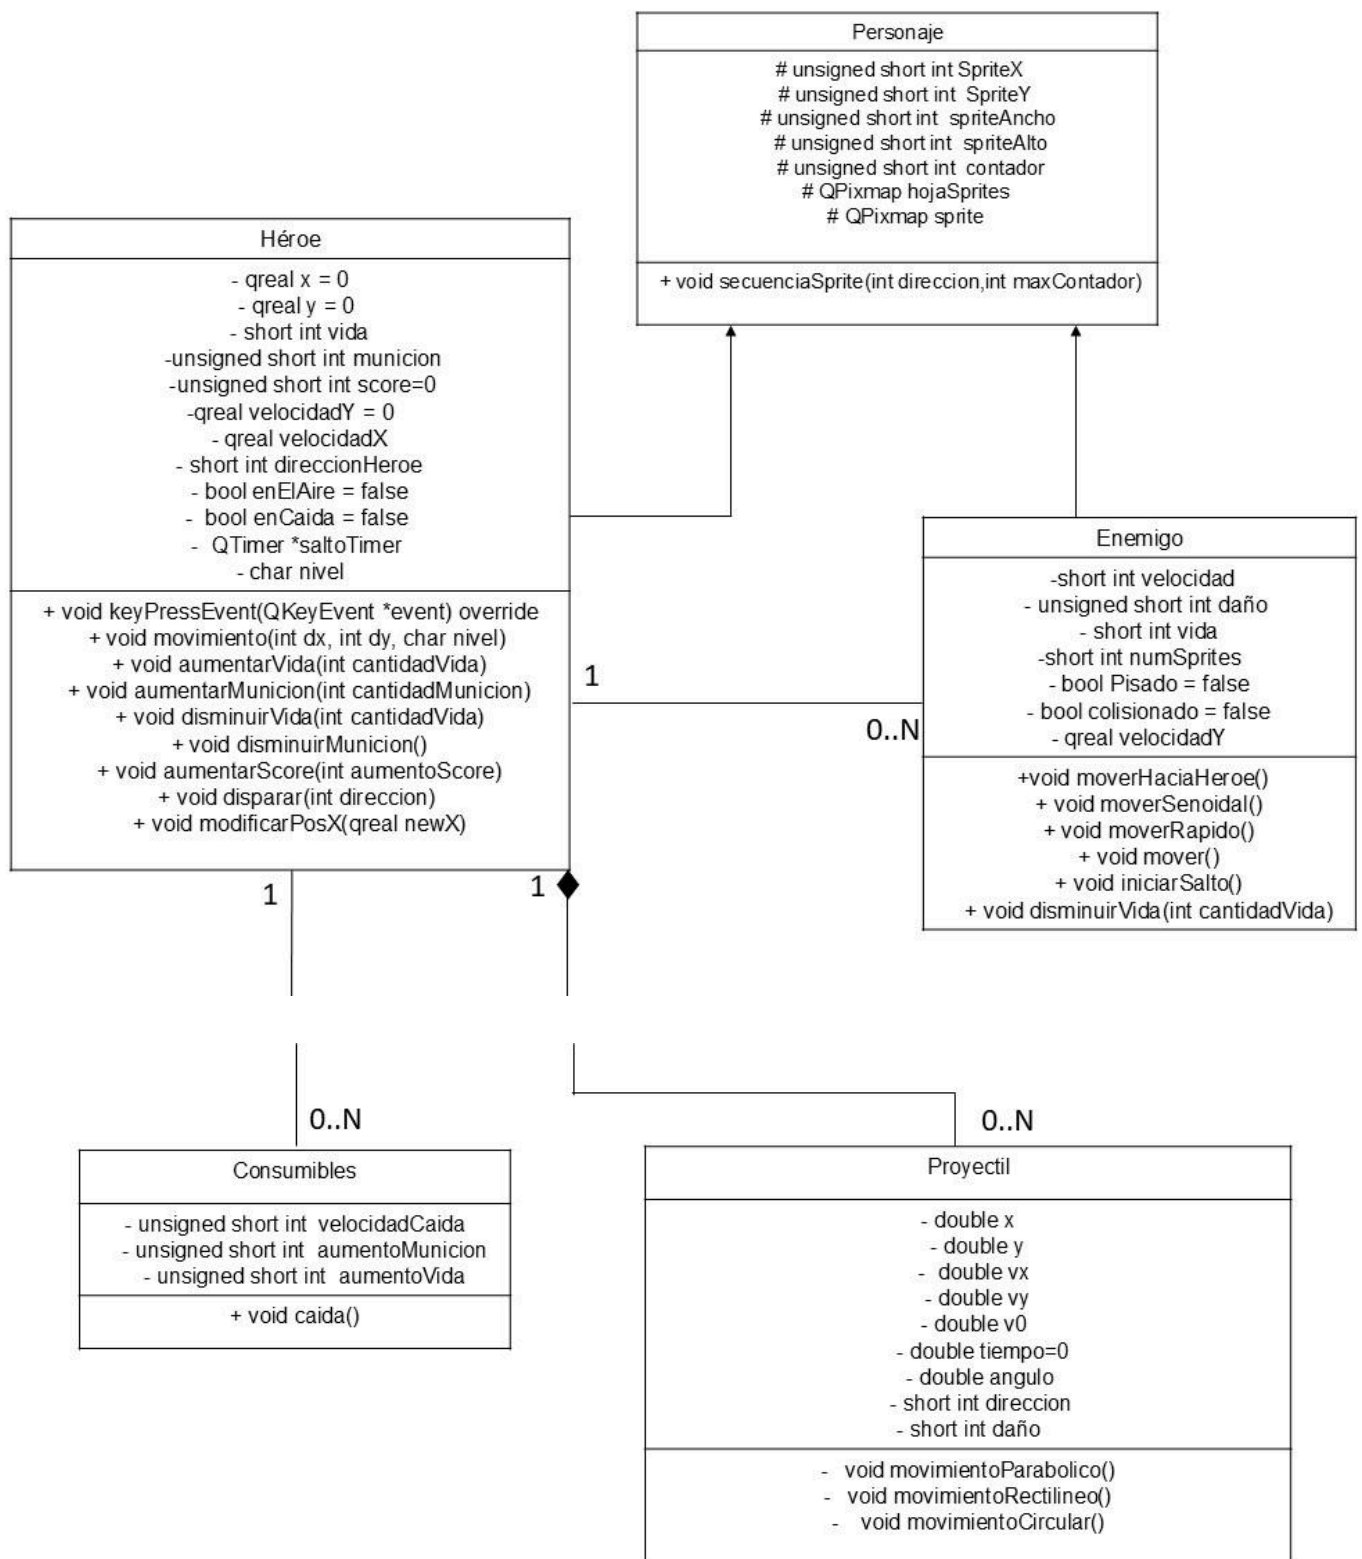 Personaje
# unsigned short int SpriteX
# unsigned short int SpriteY
# unsigned short int spriteAncho
# unsigned short int spriteAlto
# unsigned short int contador
# QPixmap hojaSprites
# QPixmap sprite
+ void secuenciaSprite(int direccion,int maxContador)
Héroe
- qreal x = 0
- qreal y = 0
- short int vida
-unsigned short int municion
-unsigned short int score=0
-qreal velocidadY = 0
- qreal velocidadX
- short int direccionHeroe
- bool enElAire = false
- bool enCaida = false
- QTimer *saltoTimer
- char nivel
+ void keyPressEvent(QKeyEvent *event) override
+ void movimiento(int dx, int dy, char nivel)
+ void aumentarVida(int cantidadVida)
+ void aumentarMunicion(int cantidadMunicion)
+ void disminuirVida(int cantidadVida)
+ void disminuirMunicion()
+ void aumentarScore(int aumentoScore)
+ void disparar(int direccion)
+ void modificarPosX(qreal newX)
1
0..N
Enemigo
-short int velocidad
- unsigned short int daño
- short int vida
-short int numSprites
- bool Pisado = false
- bool colisionado = false
- qreal velocidadY
+void moverHaciaHeroe()
+ void moverSenoidal()
+ void moverRapido()
+ void mover()
+ void iniciarSalto()
+ void disminuirVida(int cantidadVida)
1
1
0..N
0..N
Consumibles
- unsigned short int velocidadCaida
- unsigned short int aumentoMunicion
- unsigned short int aumentoVida
+ void caida()
Proyectil
- double x
- double y
- double vx
- double vy
- double v0
- double tiempo=0
- double angulo
- short int direccion
- short int daño
- void movimientoParabolico()
- void movimientoRectilineo()
- void movimientoCircular()